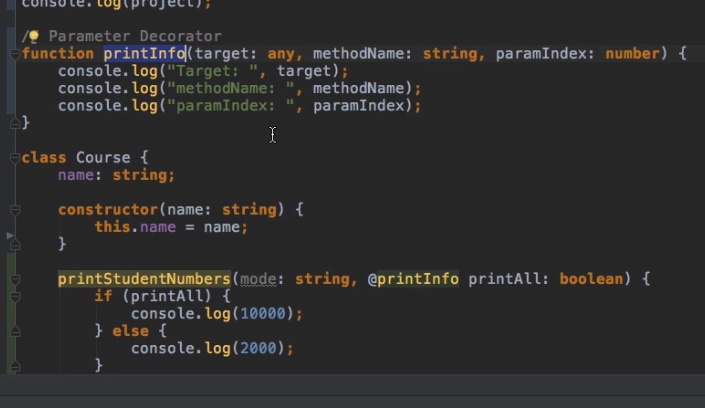 console.log(project);
/ Parameter Decorator
function printInfo(target: any, methodName: string, paramIndex: number) {
console.log("Target: ", target);
console.log("methodName: ", methodName);
console.log("paramIndex: ", paramIndex);
}
class Course {
name: string;
constructor(name: string) {
this.name = name;
}
printStudentNumbers(mode: string, @printInfo printAll: boolean) {
if (printAll) {
console.log(10000);
} else {
console.log(2000);
}